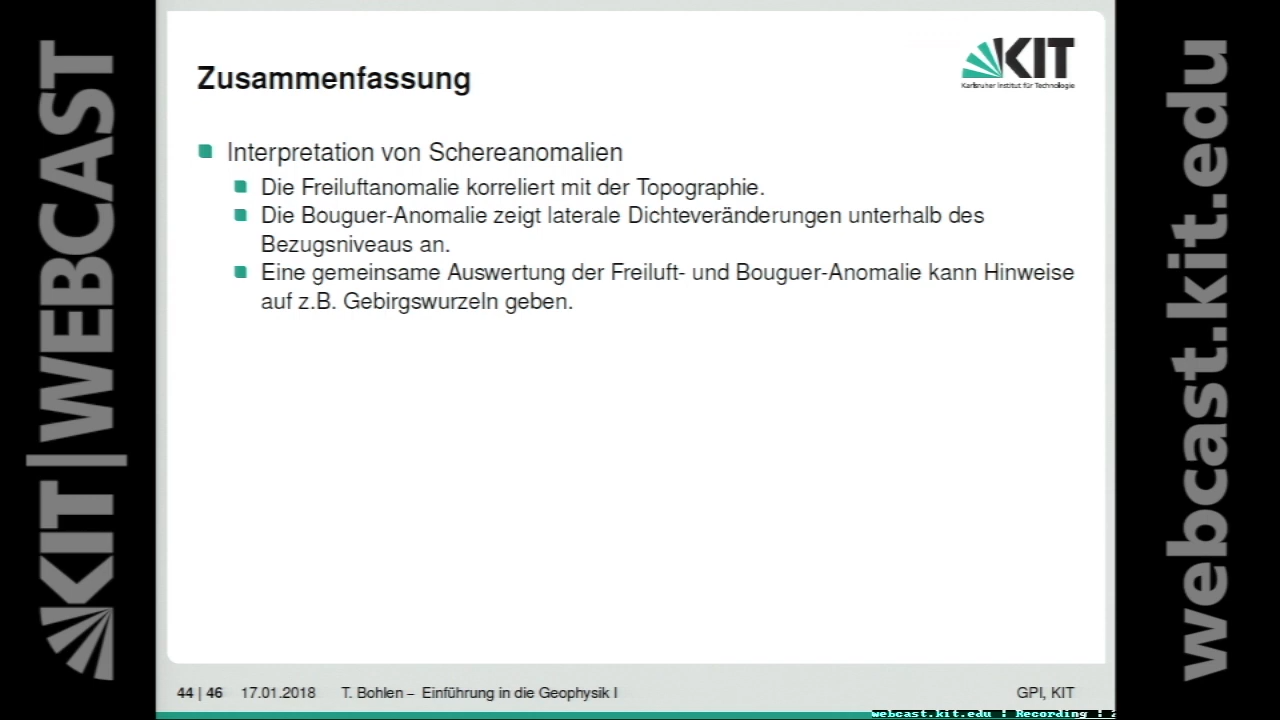 KIT|WEBCAST
Zusammenfassung
KIT
Karlsruher Institut für Technologie
Interpretation von Schereanomalien
Die Freiluftanomalie korreliert mit der Topographie.
Die Bouguer-Anomalie zeigt laterale Dichteveränderungen unterhalb des
Bezugsniveaus an.
Eine gemeinsame Auswertung der Freiluft- und Bouguer-Anomalie kann Hinweise
auf z.B. Gebirgswurzeln geben.
44 | 46 17.01.2018 T. Bohlen – Einführung in die Geophysik I
GPI, KIT
webcast.kit.edu : Recording :
webcast.kit.edu